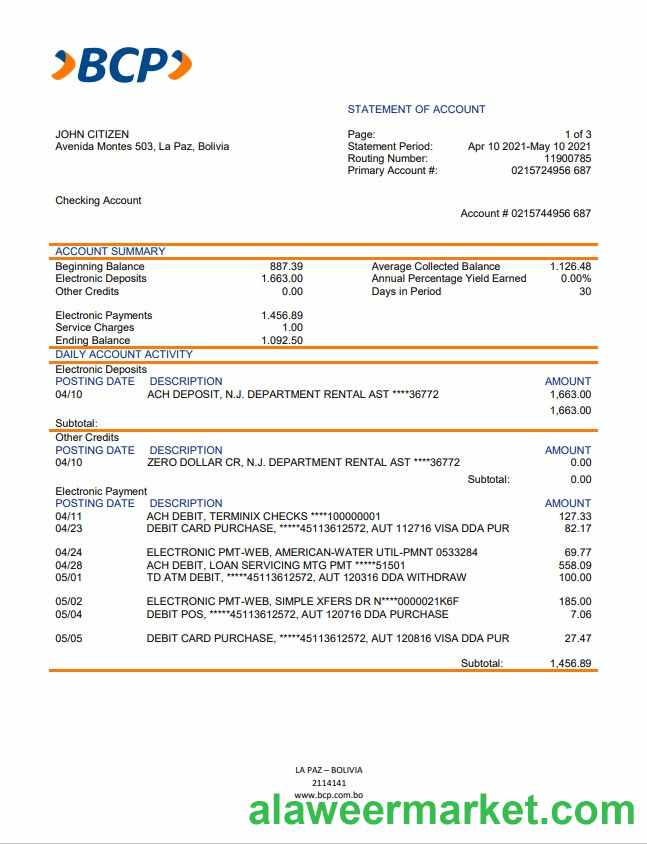 BCP
STATEMENT OF ACCOUNT
JOHN CITIZEN Page: 1 of 3
Avenida Montes 503, La Paz, Bolivia Statement Period: Apr 10 2021-May 10 2021
Routing Number: 11900785
Primary Account #: 0215724956 687
Checking Account
Account # 0215744956 687
ACCOUNT SUMMARY
Beginning Balance 887.39 Average Collected Balance 1.126.48
Electronic Deposits 1.663.00 Annual Percentage Yield Earned 0.00%
Other Credits 0.00 Days in Period 30
Electronic Payments 1.456.89
Service Charges 1.00
Ending Balance 1.092.50
DAILY ACCOUNT ACTIVITY
Electronic Deposits
POSTING DATE DESCRIPTION AMOUNT
04/10 ACH DEPOSIT, N.J. DEPARTMENT RENTAL AST ****36772 1,663.00
1,663.00
Subtotal:
Other Credits
POSTING DATE DESCRIPTION AMOUNT
04/10 ZERO DOLLAR CR, N.J. DEPARTMENT RENTAL AST ****36772 0.00
Subtotal: 0.00
Electronic Payment
POSTING DATE DESCRIPTION AMOUNT
04/11 ACH DEBIT, TERMINIX CHECKS ****100000001 127.33
04/23 DEBIT CARD PURCHASE, *****45113612572, AUT 112716 VISA DDA PUR 82.17
04/24 ELECTRONIC PMT-WEB, AMERICAN-WATER UTIL-PMNT 0533284 69.77
04/28 ACH DEBIT, LOAN SERVICING MTG PMT *****51501 558.09
05/01 TD ATM DEBIT, *****45113612572, AUT 120316 DDA WITHDRAW 100.00
05/02 ELECTRONIC PMT-WEB, SIMPLE XFERS DR N****0000021K6F 185.00
05/04 DEBIT POS, *****45113612572, AUT 120716 DDA PURCHASE 7.06
05/05 DEBIT CARD PURCHASE, *****45113612572, AUT 120816 VISA DDA PUR 27.47
Subtotal: 1,456.89
LA PAZ – BOLIVIA
2114141
www.bcp.com.bo
alaweermarket.com